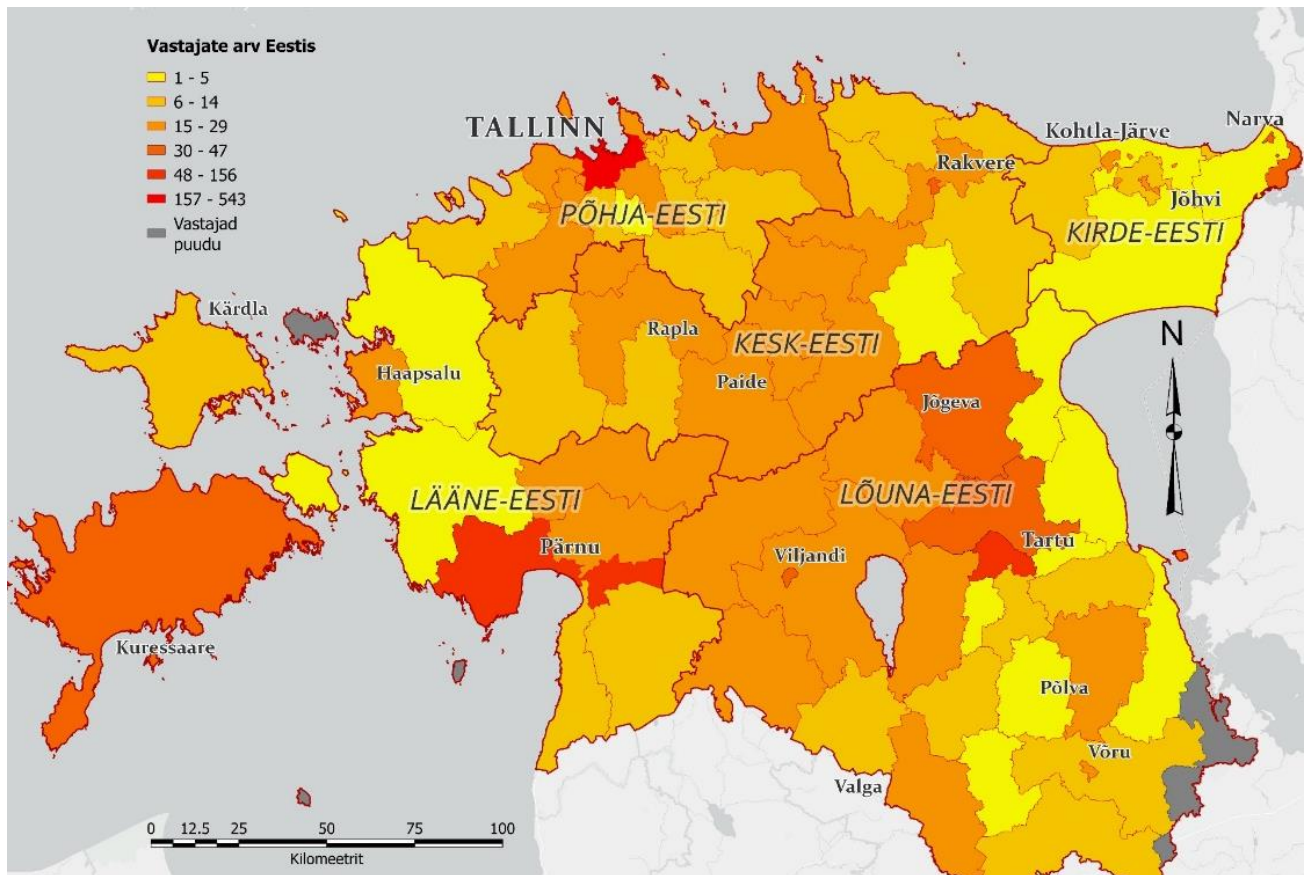 Vastajate arv Eestis
1 - 5
6 - 14
15 - 29
30 - 47
48 - 156
157 - 543
Vastajad
puudu
TALLINN
Kohtla-Järve
Narva
Rakvere
Jõhvi
PÕHJA-EESTI
KIRDE-EESTI
Kärdla
Rapla
KESK-EESTI
N
Haapsalu
Paide
Jõgeva
LÄÄNE-EESTI
LÕUNA-EESTI
Pärnu
Viljandi
Tartu
Kuressaare
Põlva
Võru
Valga
0 12.5 25 50 75 100
Kilomeetrit